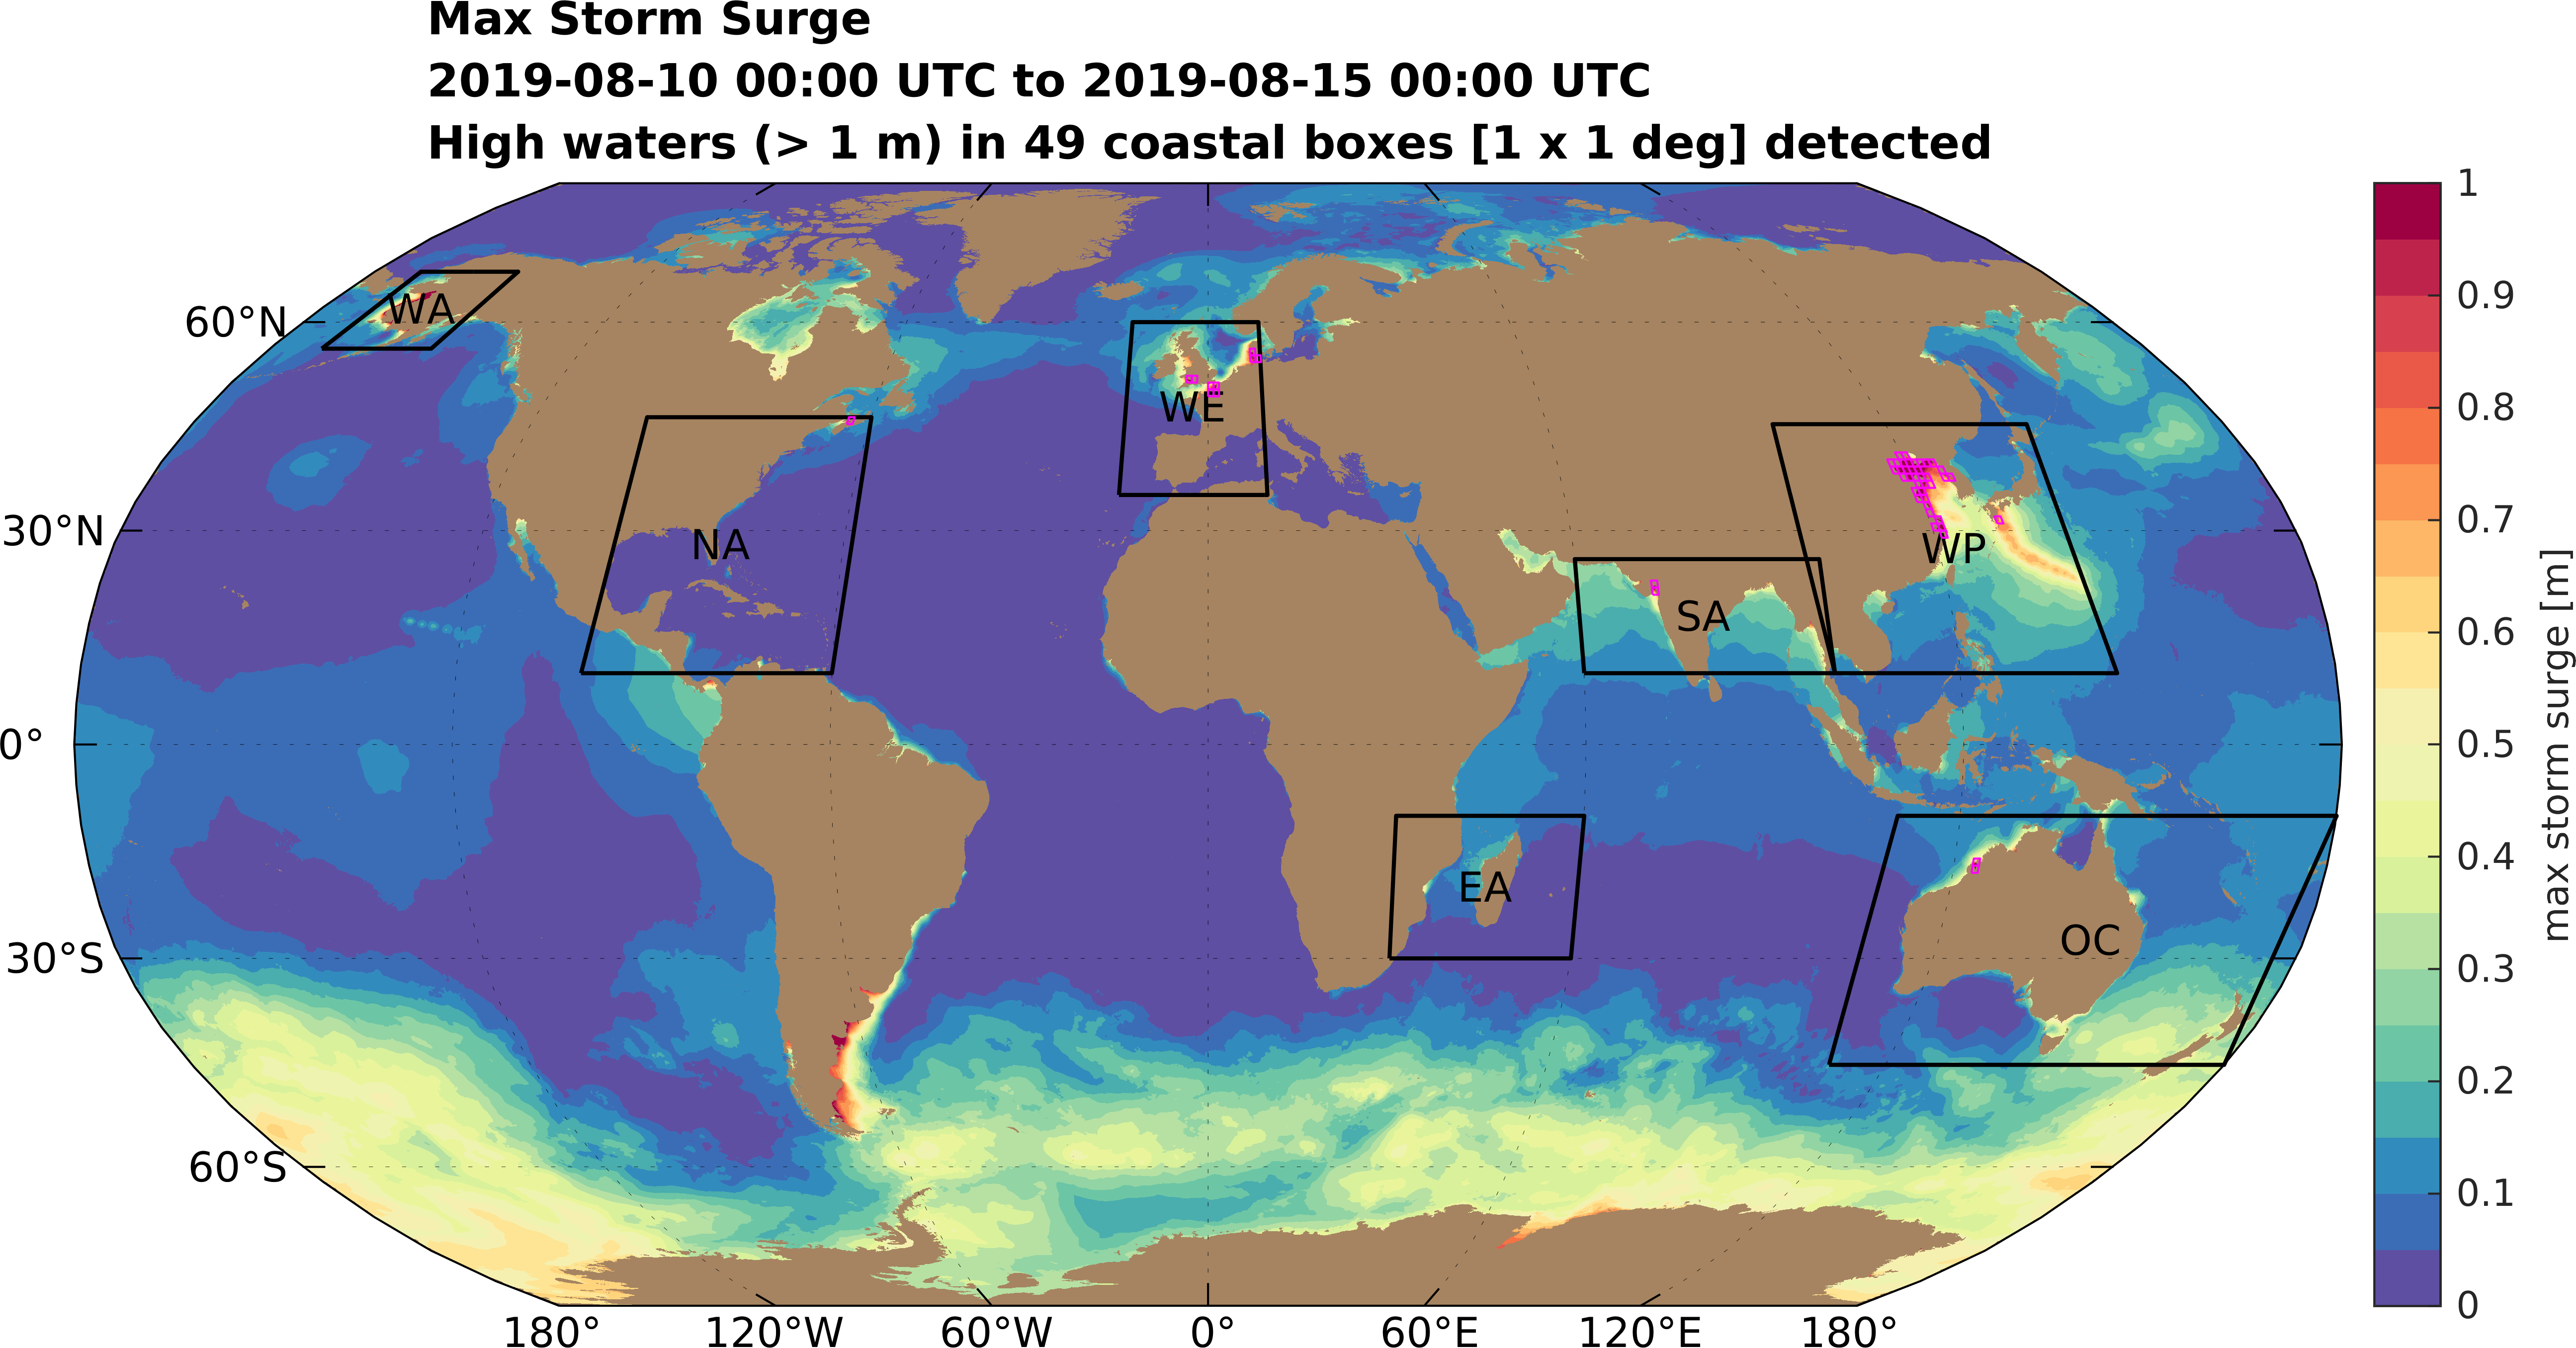 Max Storm Surge
2019-08-10 00:00 UTC to 2019-08-15 00:00 UTC
High waters (> 1 m) in 49 coastal boxes [1 x 1 deg] detected
60°N
30°N
0°
30°S
60°S
WA
NA
WE
WP
SA
EA
OC
180°
120°W
60°W
0°
60°E
120°E
180°
1
0.9
0.8
0.7
0.6
0.5
0.4
0.3
0.2
0.1
0
max storm surge [m]